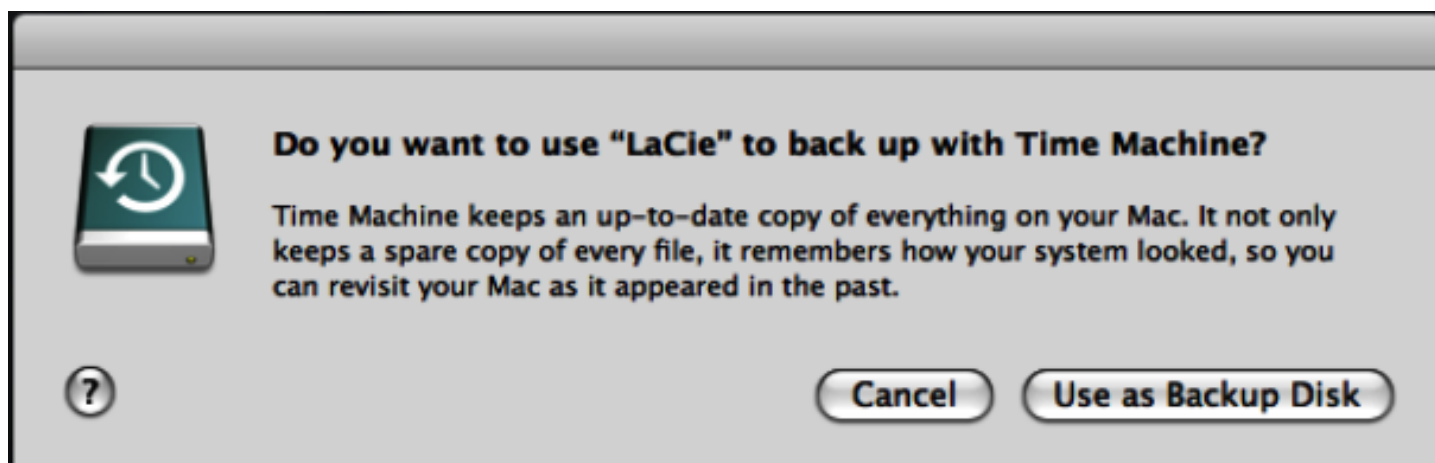 Do you want to use “LaCie” to back up with Time Machine?
Time Machine keeps an up-to-date copy of everything on your Mac. It not only
keeps a spare copy of every file, it remembers how your system looked, so you
can revisit your Mac as it appeared in the past.
? Cancel Use as Backup Disk